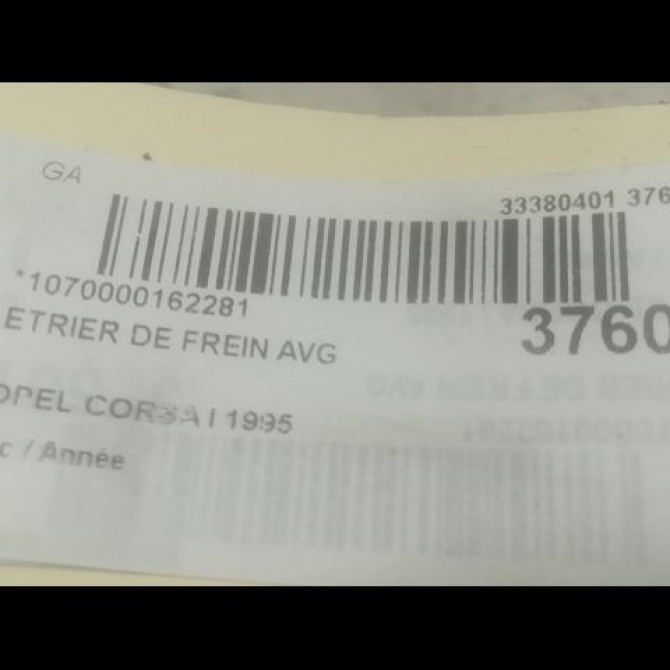 GA
33380401 376
*1070000162281
3760
ETRIER DE FREIN AVG
OPEL CORSA I 1995
c / Année